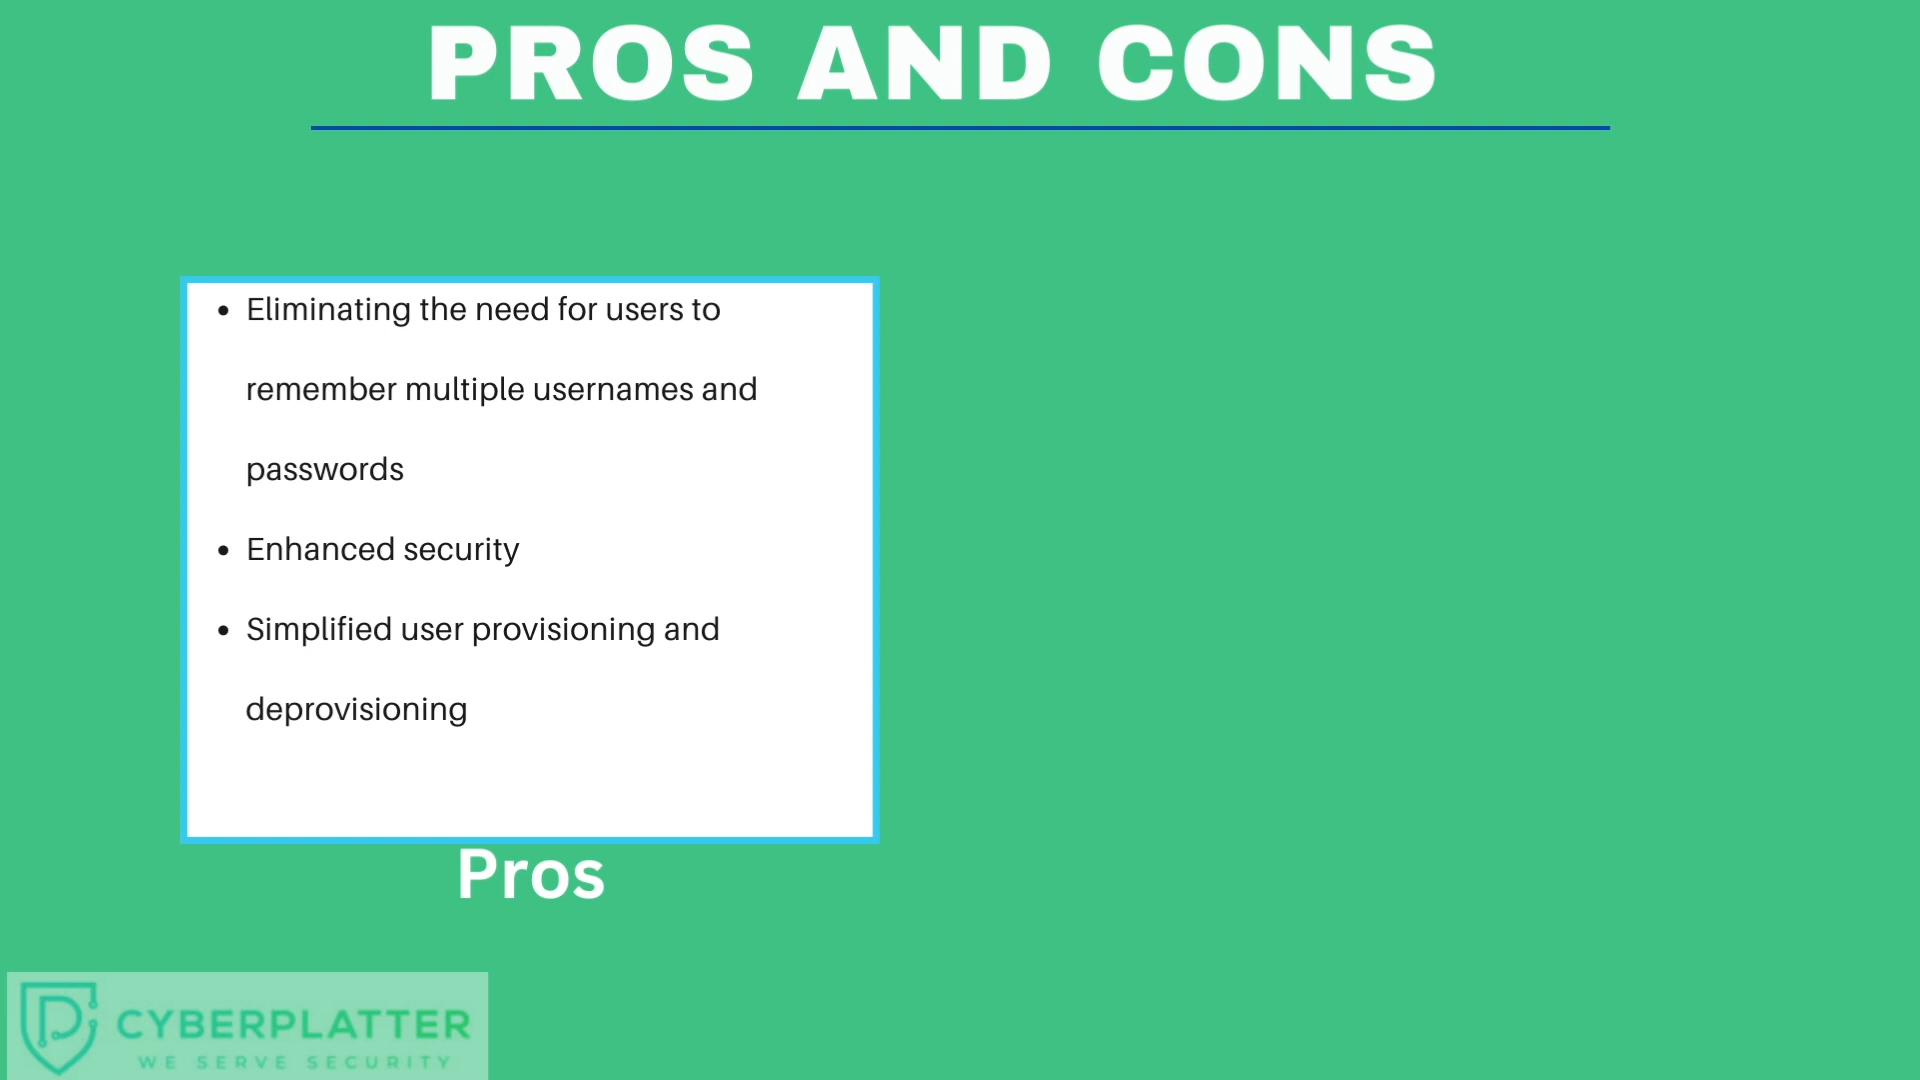 PROS AND CONS
• Eliminating the need for users to
remember multiple usernames and
passwords
• Enhanced security
• Simplified user provisioning and
deprovisioning
Pros
CYBERPLATTER
WE SERVE SECURITY